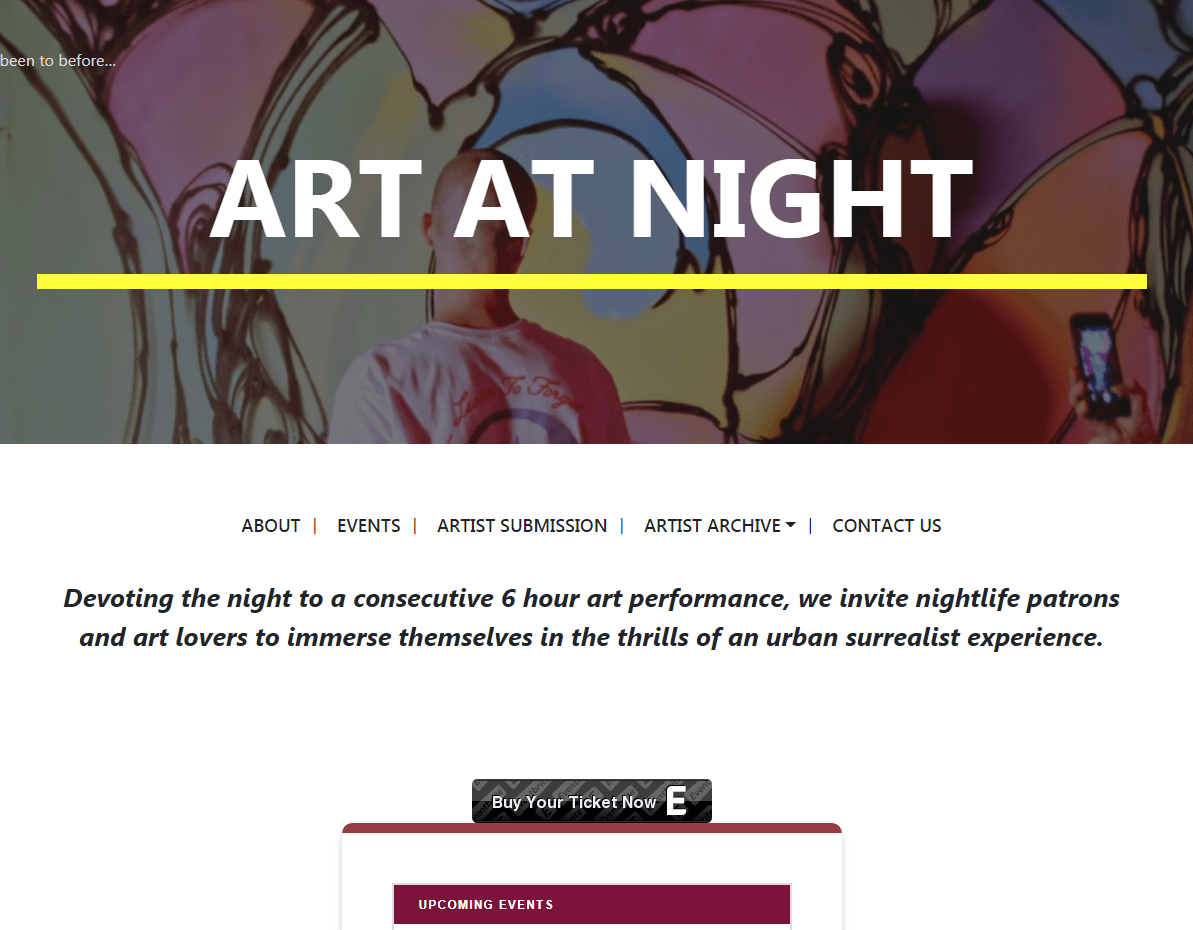 been to before...
ART AT NIGHT
ABOUT | EVENTS | ARTIST SUBMISSION | ARTIST ARCHIVE | CONTACT US
Devoting the night to a consecutive 6 hour art performance, we invite nightlife patrons
and art lovers to immerse themselves in the thrills of an urban surrealist experience.
Buy Your Ticket Now E
UPCOMING EVENTS